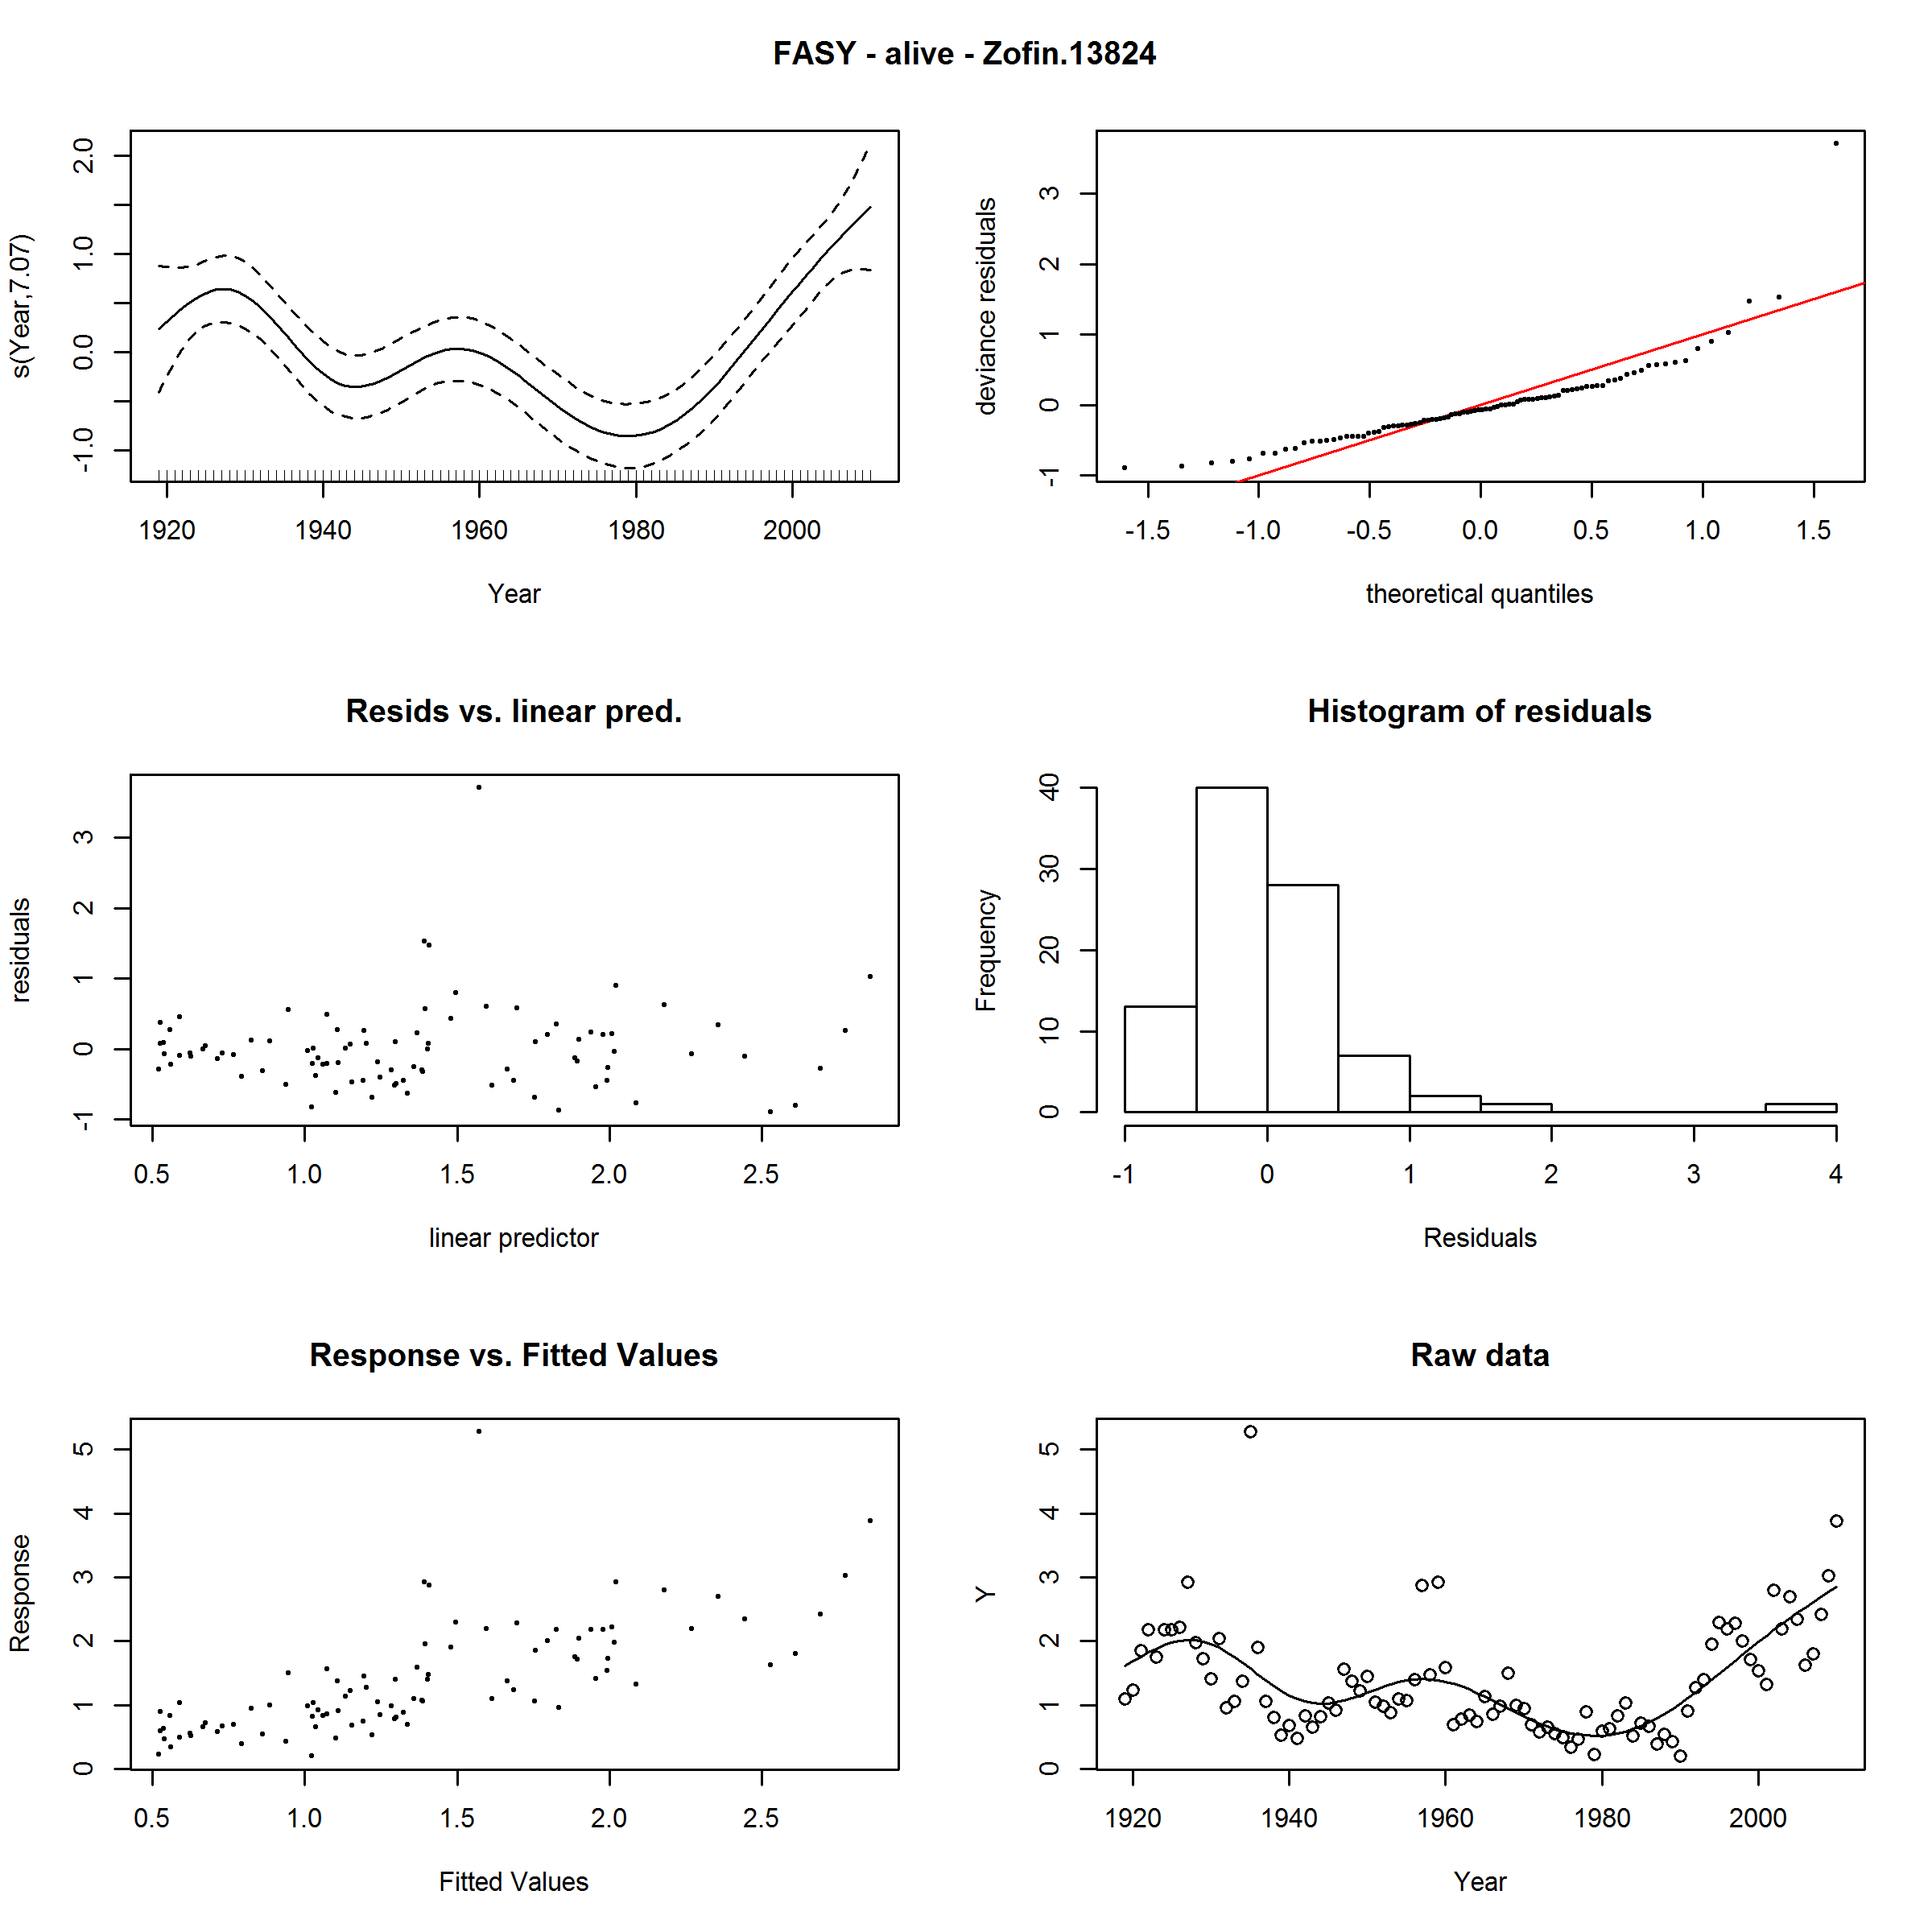 FASY - alive - Zofin.13824
s(Year,7.07)
-1.0 0.0 1.0 2.0
1920 1940 1960 1980 2000
Year
deviance residuals
-1 0 1 2 3
-1.5 -1.0 -0.5 0.0 0.5 1.0 1.5
theoretical quantiles
Resids vs. linear pred.
residuals
-1 0 1 2 3
0.5 1.0 1.5 2.0 2.5
linear predictor
Histogram of residuals
Frequency
0 10 20 30 40
-1 0 1 2 3 4
Residuals
Response vs. Fitted Values
Response
0 1 2 3 4 5
0.5 1.0 1.5 2.0 2.5
Fitted Values
Raw data
Y
0 1 2 3 4 5
1920 1940 1960 1980 2000
Year